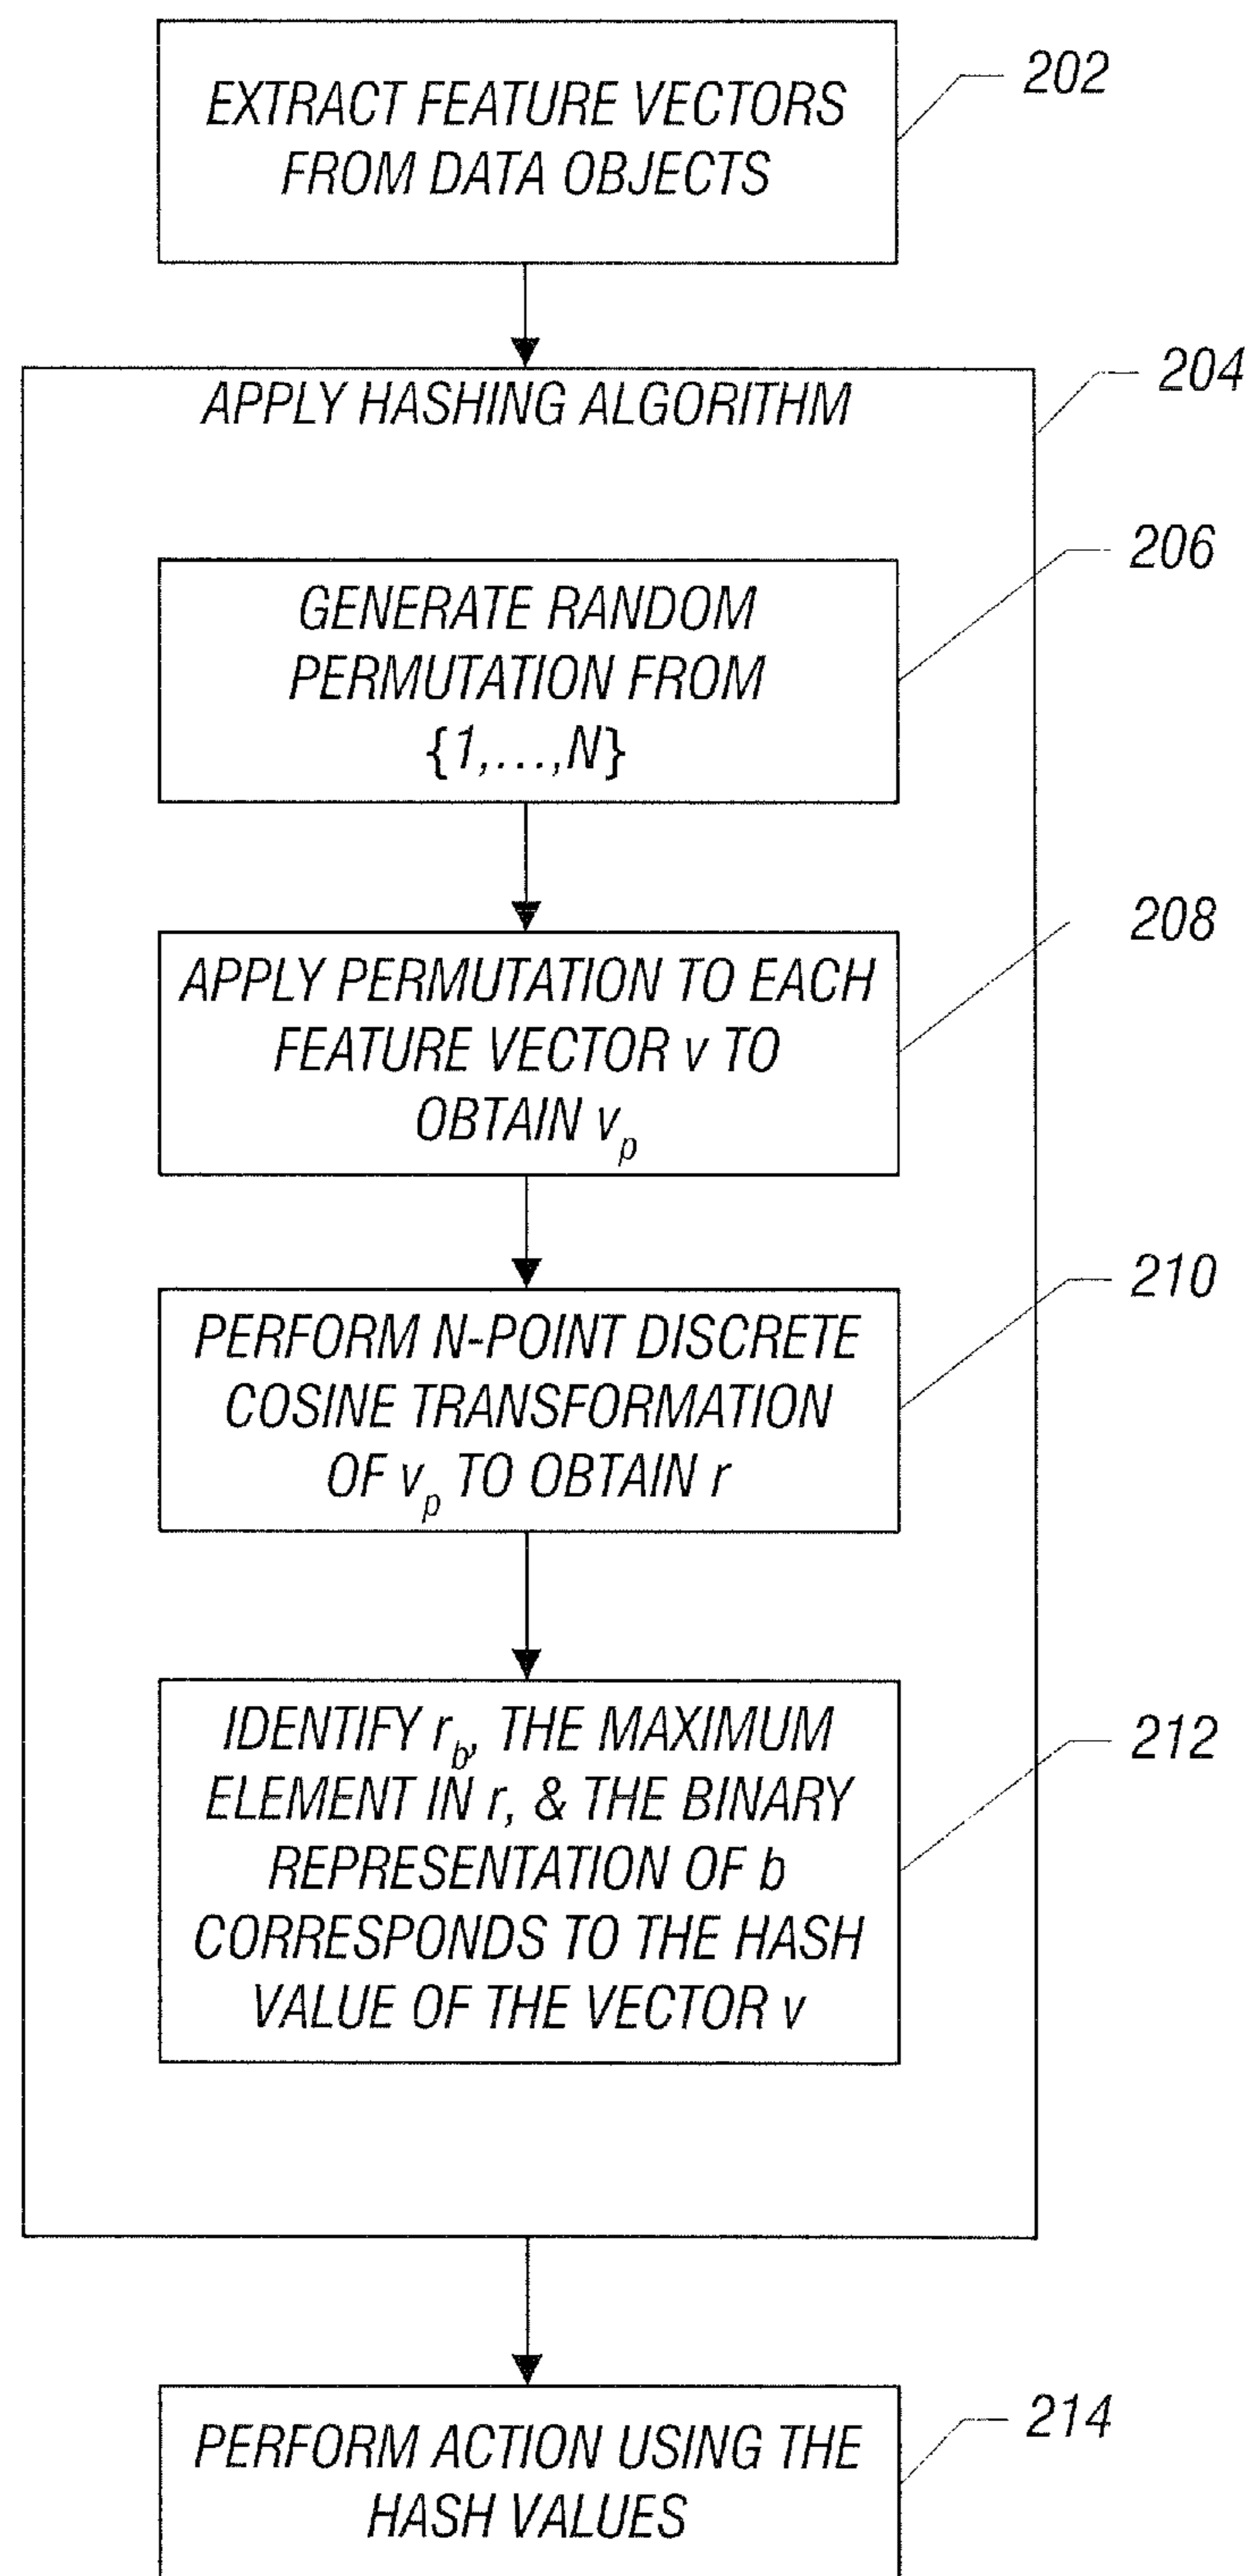 EXTRACT FEATURE VECTORS
FROM DATA OBJECTS
202
APPLY HASHING ALGORITHM
204
GENERATE RANDOM
PERMUTATION FROM
{1,...,N}
206
APPLY PERMUTATION TO EACH
FEATURE VECTOR v TO
OBTAIN vp
208
PERFORM N-POINT DISCRETE
COSINE TRANSFORMATION
OF vp TO OBTAIN r
210
IDENTIFY rb, THE MAXIMUM
ELEMENT IN r, & THE BINARY
REPRESENTATION OF b
CORRESPONDS TO THE HASH
VALUE OF THE VECTOR v
212
PERFORM ACTION USING THE
HASH VALUES
214